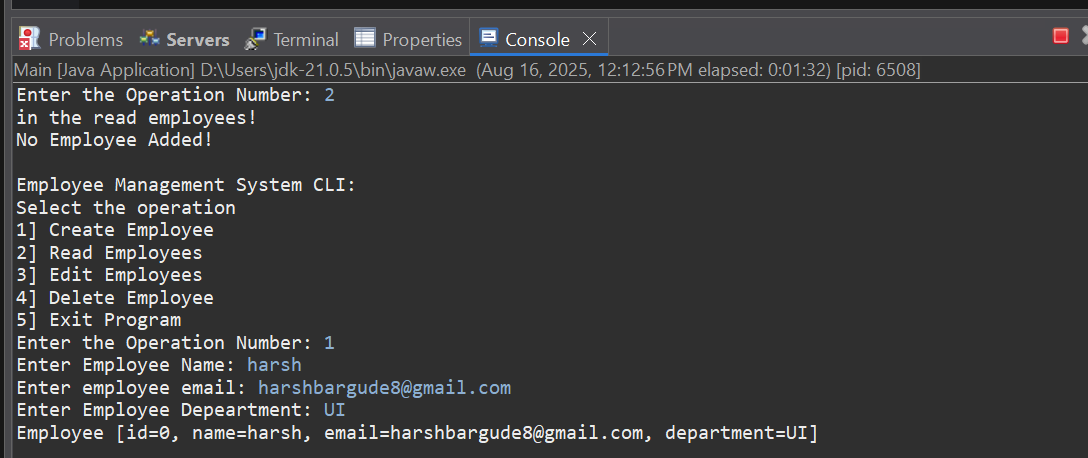 Problems Servers Terminal Properties Console
Main [Java Application] D:\Users\jdk-21.0.5\bin\javaw.exe (Aug 16, 2025, 12:12:56 PM elapsed: 0:01:32) [pid: 6508]
Enter the Operation Number: 2
in the read employees!
No Employee Added!

Employee Management System CLI:
Select the operation
1] Create Employee
2] Read Employees
3] Edit Employees
4] Delete Employee
5] Exit Program
Enter the Operation Number: 1
Enter Employee Name: harsh
Enter employee email: harshbargude8@gmail.com
Enter Employee Depeartment: UI
Employee [id=0, name=harsh, email=harshbargude8@gmail.com, department=UI]